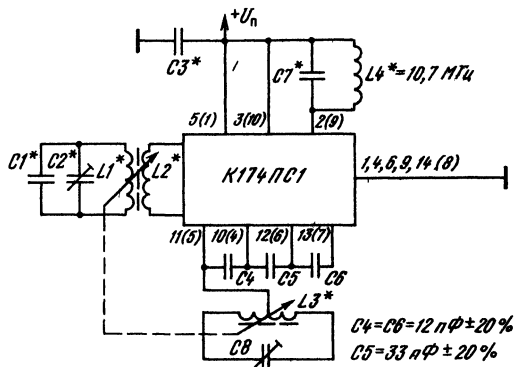 +Uп
C3*
C7*
L4*=10,7 МГц
5(1)
3(10)
2(9)
C1*
C2*
L1*
L2*
К174ПС1
1,4,6,9,14 (8)
11(5)
10(4)
12(6)
13(7)
C4
C5
C6
L3*
C8
C4=C6=12 пФ±20%
C5=33 пФ±20%